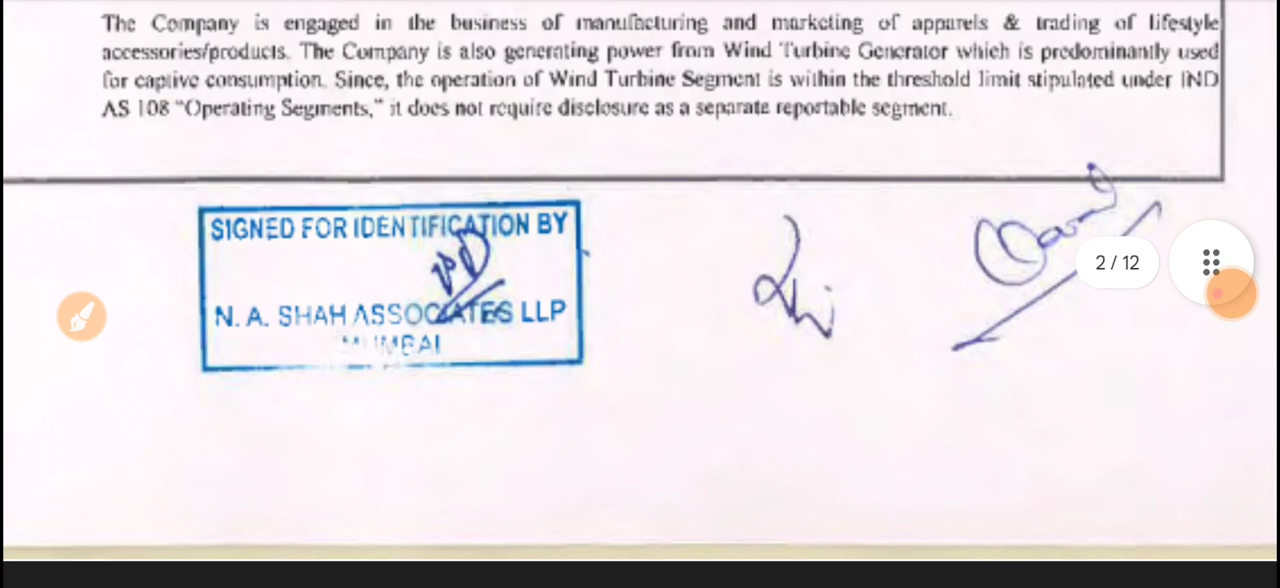 The Company is engaged in the business of manufacturing and marketing of apparels & trading of lifestyle
accessories/products. The Company is also generating power from Wind Turbine Generator which is predominantly used
for captive consumption. Since, the operation of Wind Turbine Segment is within the threshold limit stipulated under IND
AS 108 “Operating Segments,” it does not require disclosure as a separate reportable segment.
SIGNED FOR IDENTIFICATION BY
N. A. SHAH ASSOCIATES LLP
MUMBAI
2 / 12